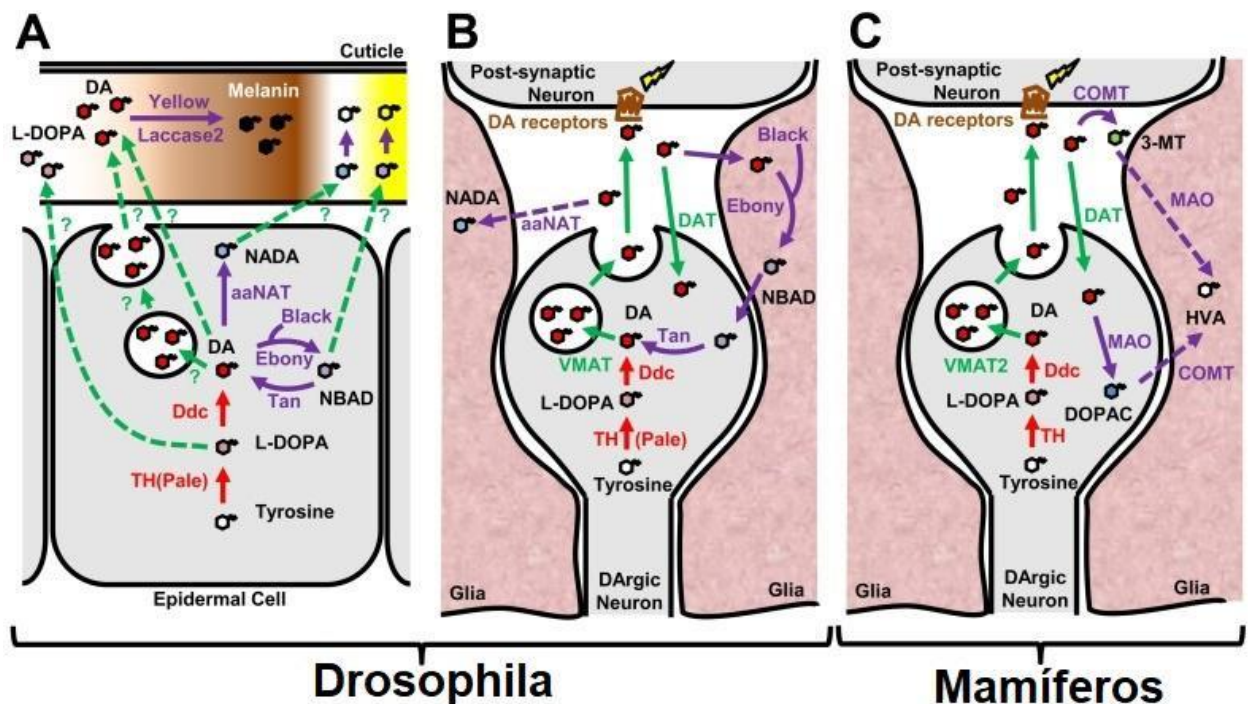 A
Cuticle
DA
Yellow
Melanin
L-DOPA
Laccase2
?
?
?
?
?
NADA
aaNAT
?
Black
DA
Ebony
?
Tan
NBAD
Ddc
L-DOPA
TH(Pale)
Tyrosine
Epidermal Cell
B
Post-synaptic
Neuron
DA receptors
Black
NADA
aaNAT
DAT
Ebony
NBAD
DA
Tan
VMAT
Ddc
L-DOPA
TH (Pale)
Tyrosine
Glia
DArgic
Neuron
Glia
C
Post-synaptic
Neuron
COMT
DA receptors
3-MT
MAO
DAT
DA
HVA
MAO
VMAT2
Ddc
COMT
L-DOPA
DOPAC
TH
Tyrosine
Glia
DArgic
Neuron
Glia
Drosophila
Mamíferos